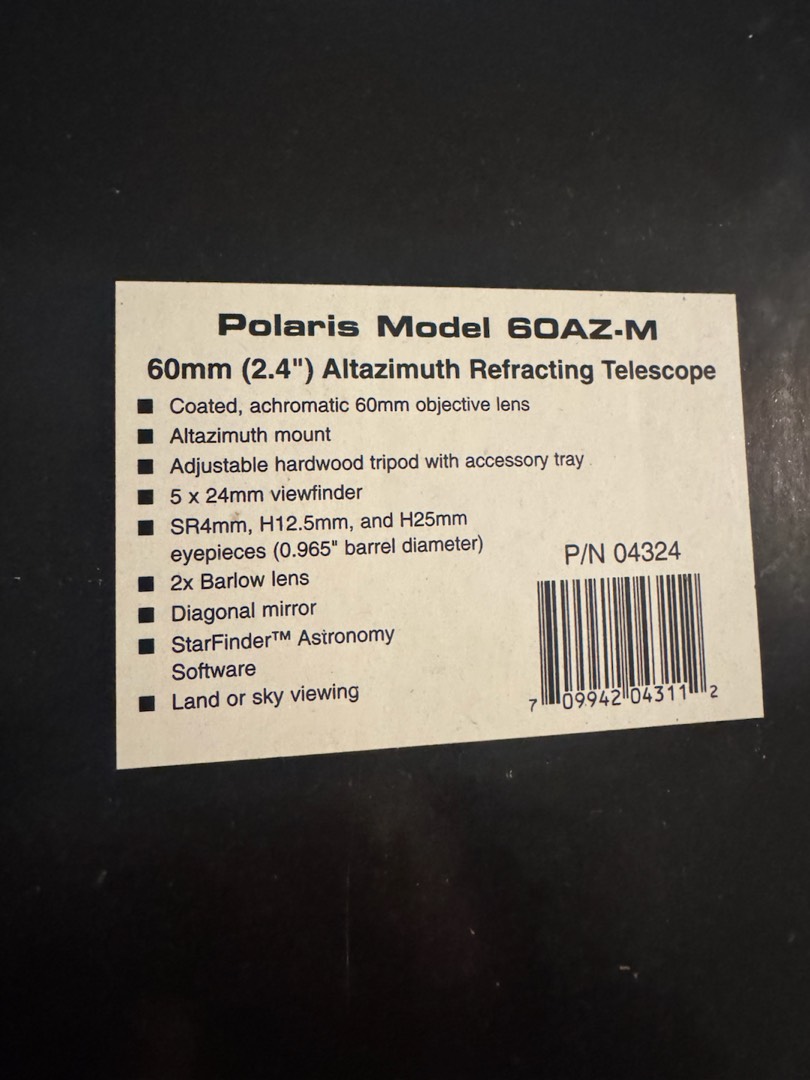 Polaris Model 60AZ-M
60mm (2.4") Altazimuth Refracting Telescope
■ Coated, achromatic 60mm objective lens
■ Altazimuth mount
■ Adjustable hardwood tripod with accessory tray
■ 5 x 24mm viewfinder
■ SR4mm, H12.5mm, and H25mm
eyepieces (0.965" barrel diameter)
■ 2x Barlow lens
■ Diagonal mirror
■ StarFinder™ Astronomy
Software
■ Land or sky viewing
P/N 04324
7 09942 04311 2